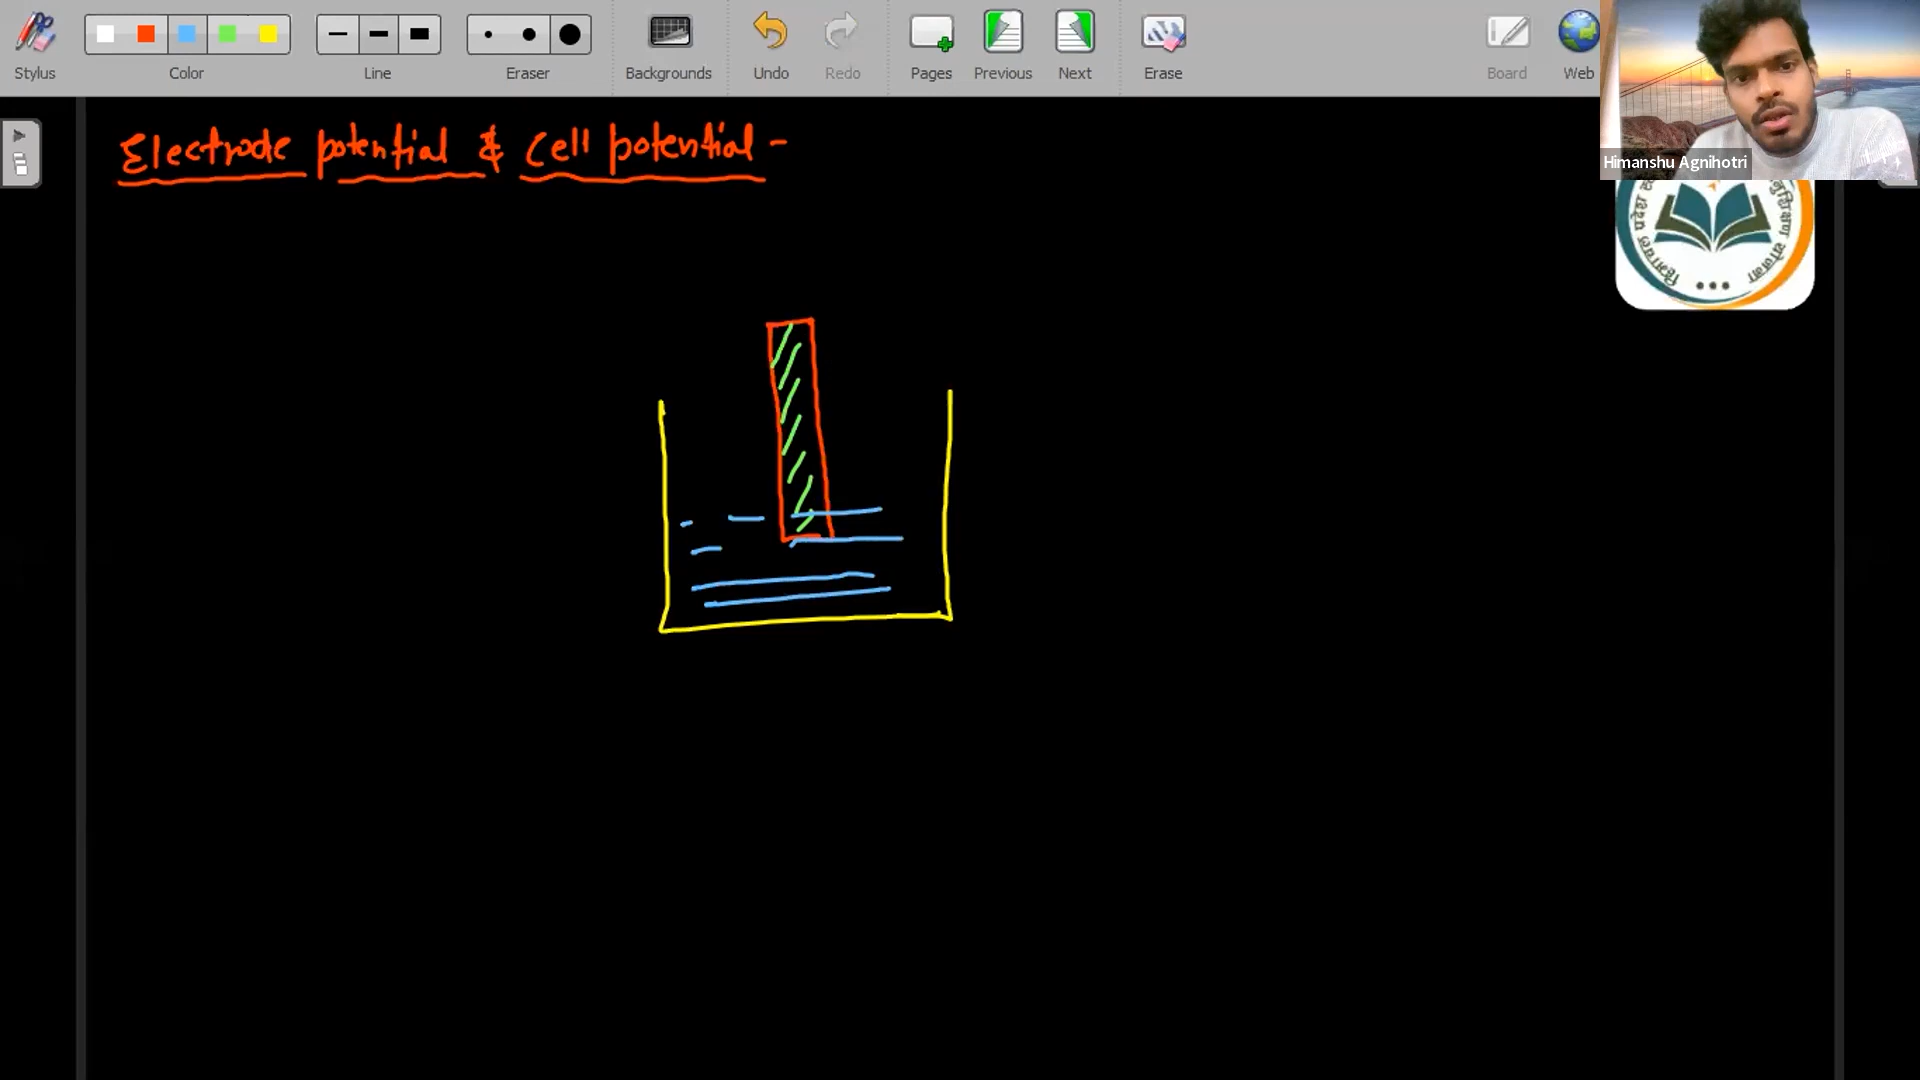 Stylus Color Line Eraser Backgrounds Undo Redo Pages Previous Next Erase Board Web
Himanshu Agnihotri
Electrode potential & Cell potential -